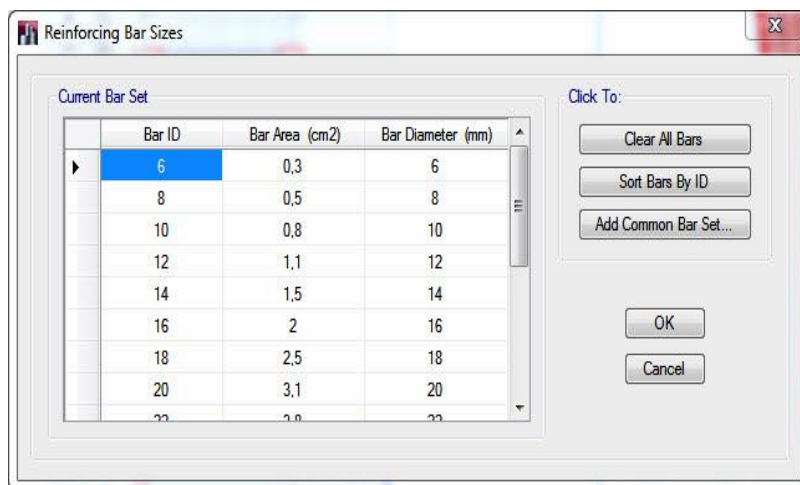 Reinforcing Bar Sizes
Current Bar Set
Bar ID Bar Area (cm2) Bar Diameter (mm)
6 0,3 6
8 0,5 8
10 0,8 10
12 1,1 12
14 1,5 14
16 2 16
18 2,5 18
20 3,1 20
Click To:
Clear All Bars
Sort Bars By ID
Add Common Bar Set...
OK
Cancel